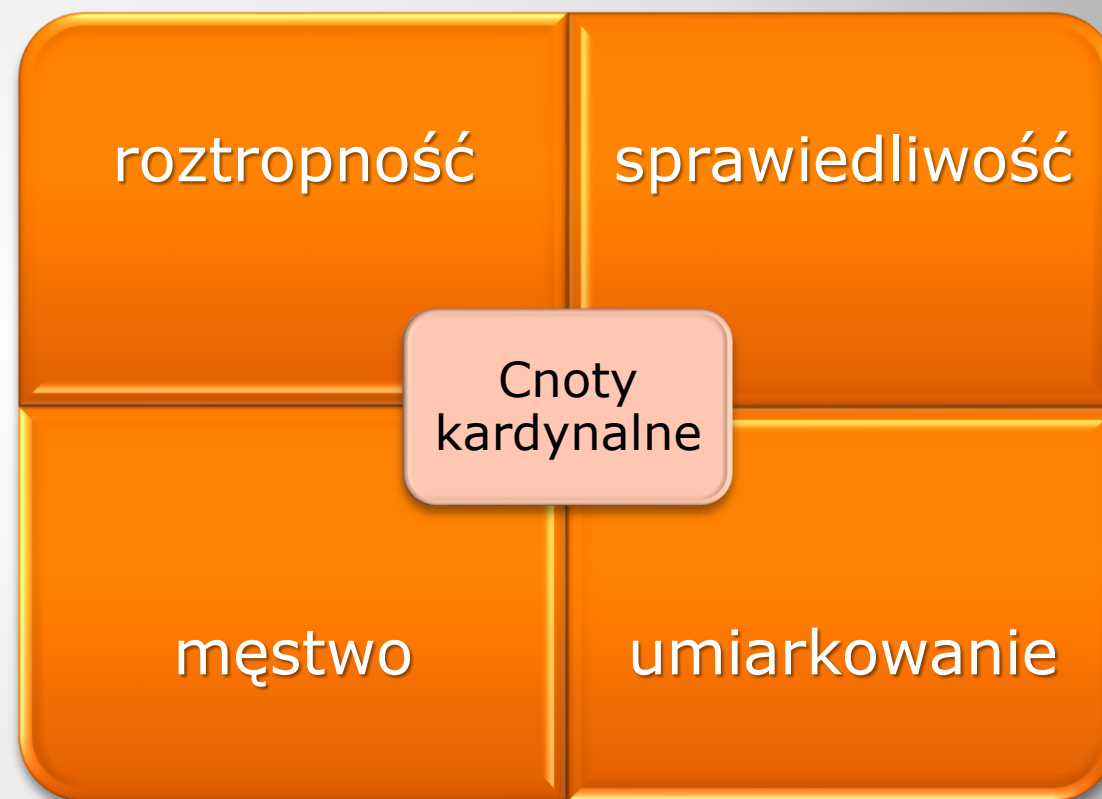 roztropność
sprawiedliwość
Cnoty
kardynalne
męstwo
umiarkowanie